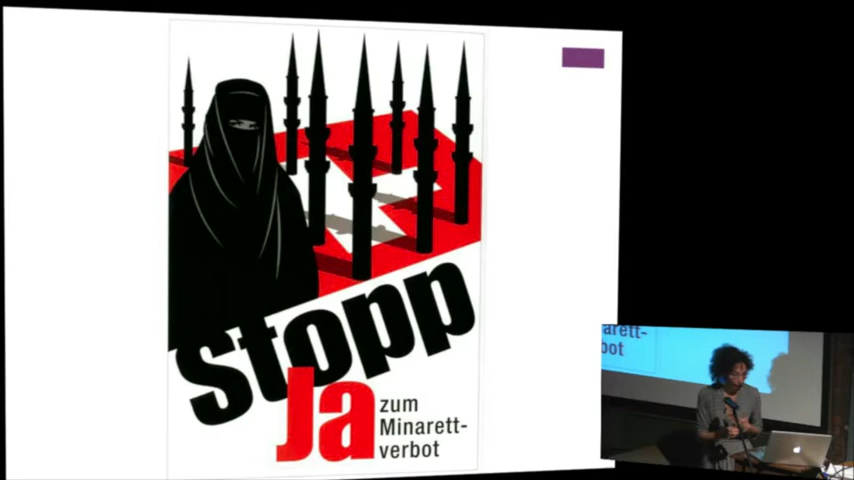 Stopp
Ja
zum
Minarett-
verbot
arett-
bot